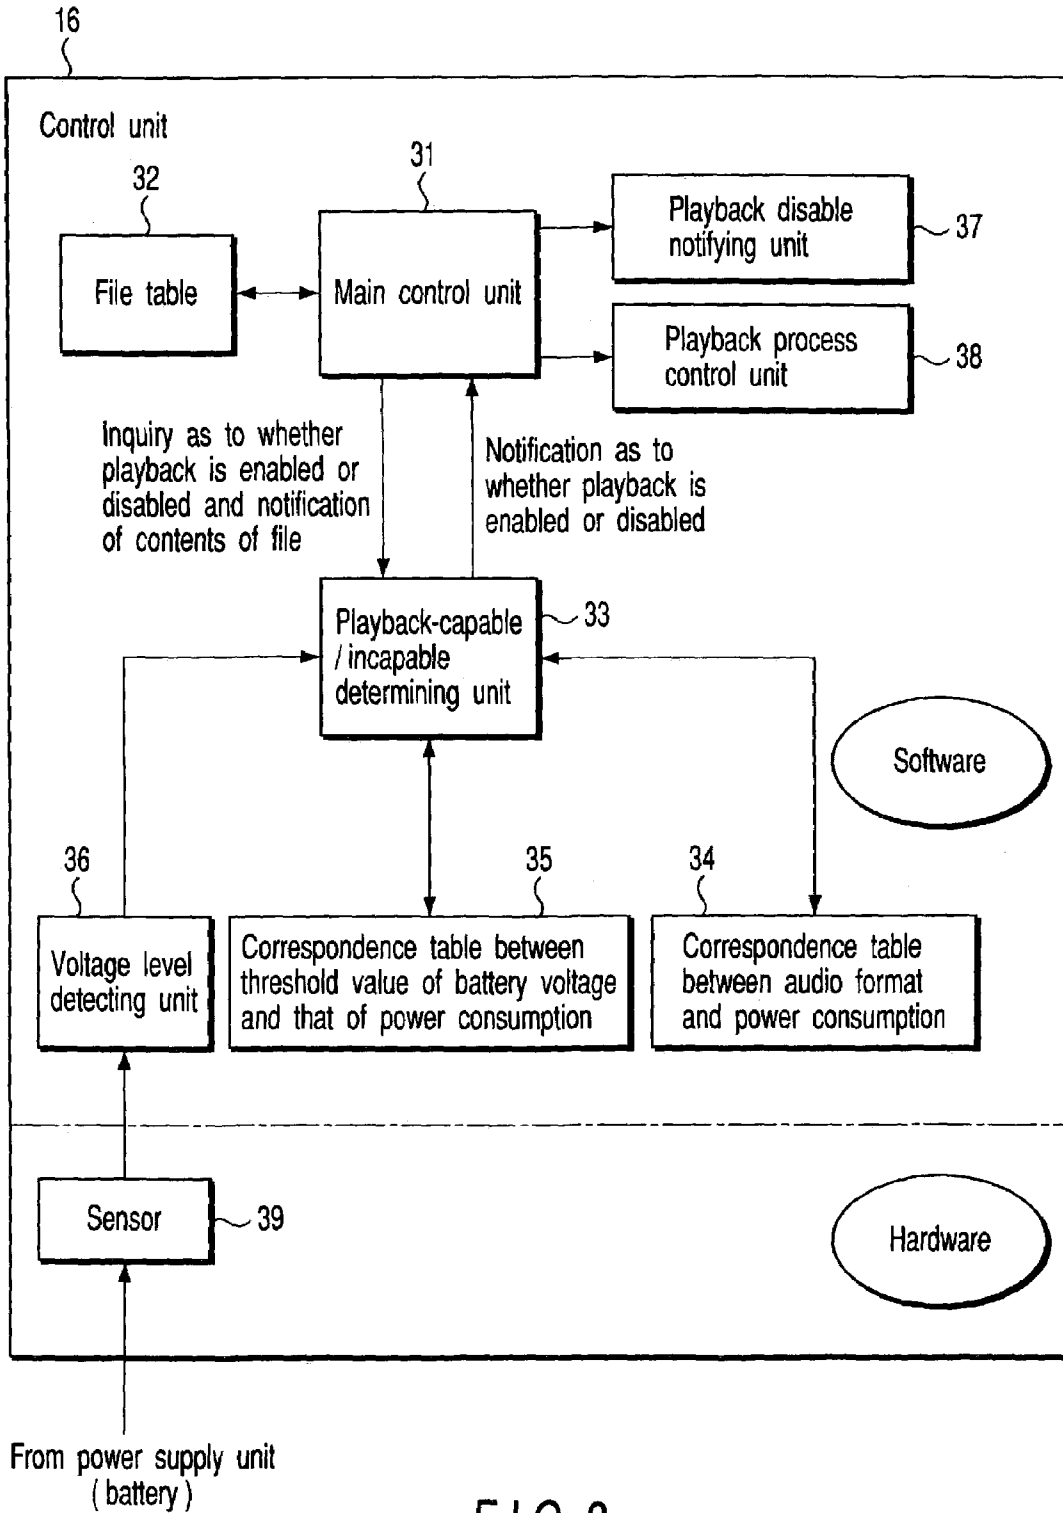 16
Control unit
31
32
Playback disable
notifying unit
37
File table
Main control unit
Playback process
control unit
38
Inquiry as to whether
playback is enabled or
disabled and notification
of contents of file
Notification as to
whether playback is
enabled or disabled
Playback-capable
/ incapable
determining unit
33
Software
36
35
34
Voltage level
detecting unit
Correspondence table between
threshold value of battery voltage
and that of power consumption
Correspondence table
between audio format
and power consumption
Sensor
39
Hardware
From power supply unit
( battery )